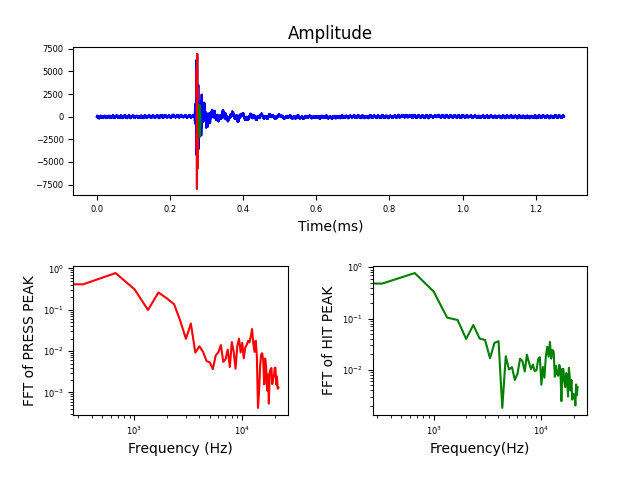 Amplitude
7500
5000
2500
0
−2500
−5000
−7500
0.0 0.2 0.4 0.6 0.8 1.0 1.2
Time(ms)
FFT of PRESS PEAK
10⁰
10⁻¹
10⁻²
10⁻³
10³ 10⁴
Frequency (Hz)
FFT of HIT PEAK
10⁰
10⁻¹
10⁻²
10³ 10⁴
Frequency(Hz)